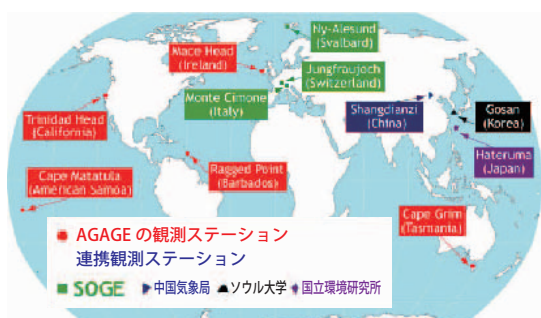 Ny-Alesund
(Svalbard)
Mace Head
(Ireland)
Jungfraujoch
(Switzerland)
Monte Cimone
(Italy)
Shangdianzi
(China)
Gosan
(Korea)
Trinidad Head
(California)
Hateruma
(Japan)
Ragged Point
(Barbados)
Cape Matatula
(American Samoa)
Cape Grim
(Tasmania)
AGAGE の観測ステーション
連携観測ステーション
SOGE 中国気象局 ソウル大学 国立環境研究所